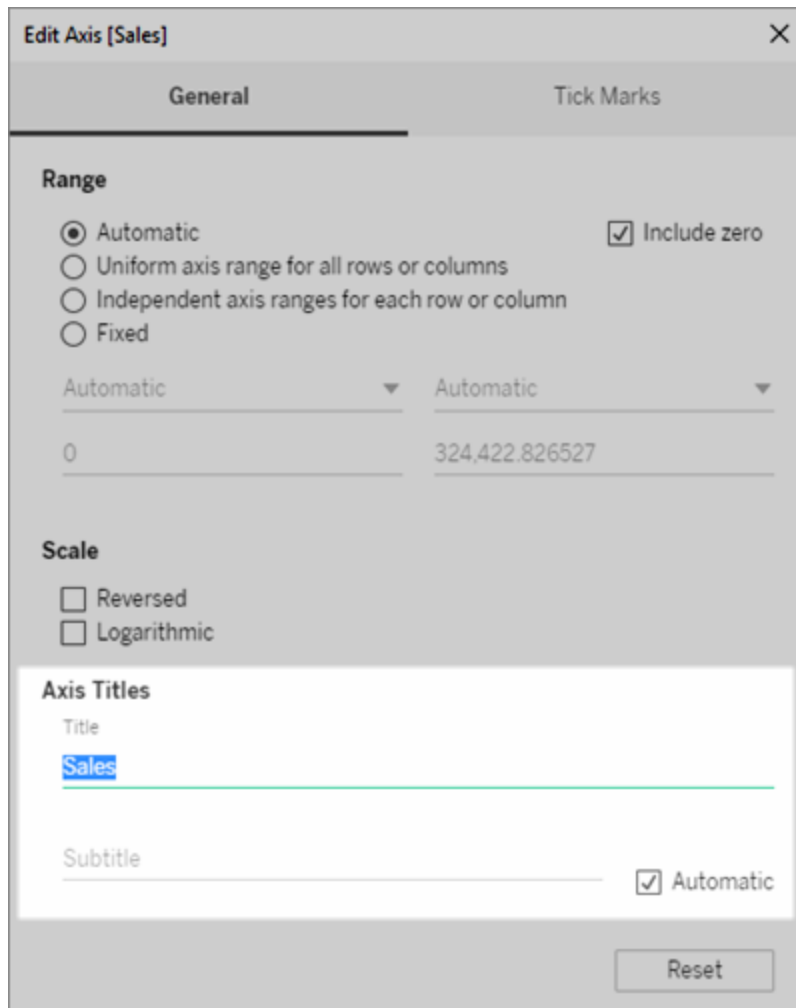 Edit Axis [Sales]
General Tick Marks
Range
Automatic Include zero
Uniform axis range for all rows or columns
Independent axis ranges for each row or column
Fixed
Automatic Automatic
0 324,422.826527
Scale
Reversed
Logarithmic
Axis Titles
Title
Sales
Subtitle Automatic
Reset